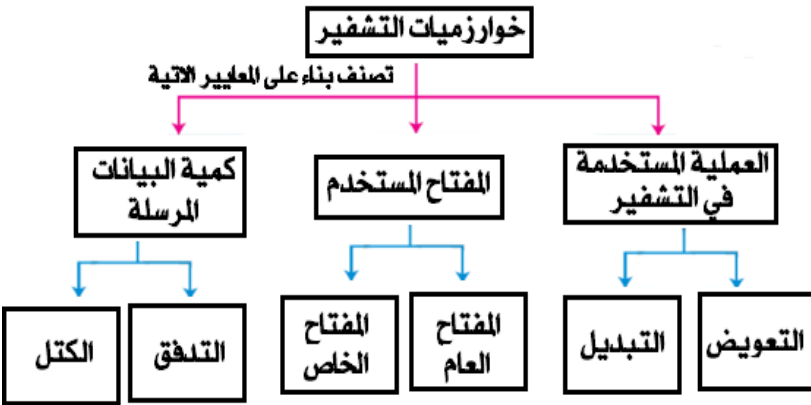 خوارزميات التشفير
تصنف بناء على المعايير الاتية
العملية المستخدمة
في التشفير
المفتاح المستخدم
كمية البيانات
المرسلة
التعويض
التبديل
المفتاح
العام
المفتاح
الخاص
التدفق
الكتل